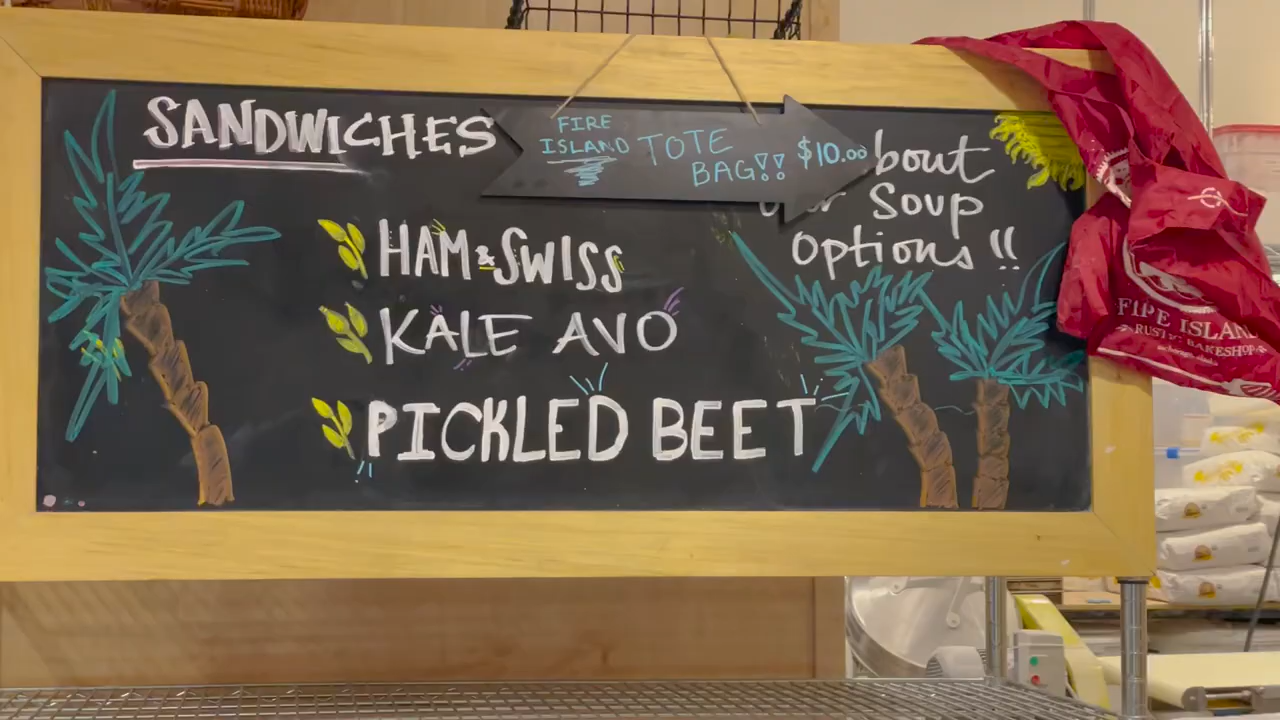 SANDWICHES
FIRE
ISLAND TOTE
BAG!! $10.00
bout
Soup
Options!!
HAM & SWISS
KALE AVO
PICKLED BEET
FIRE ISLAND
RUSTIC BAKESHOP